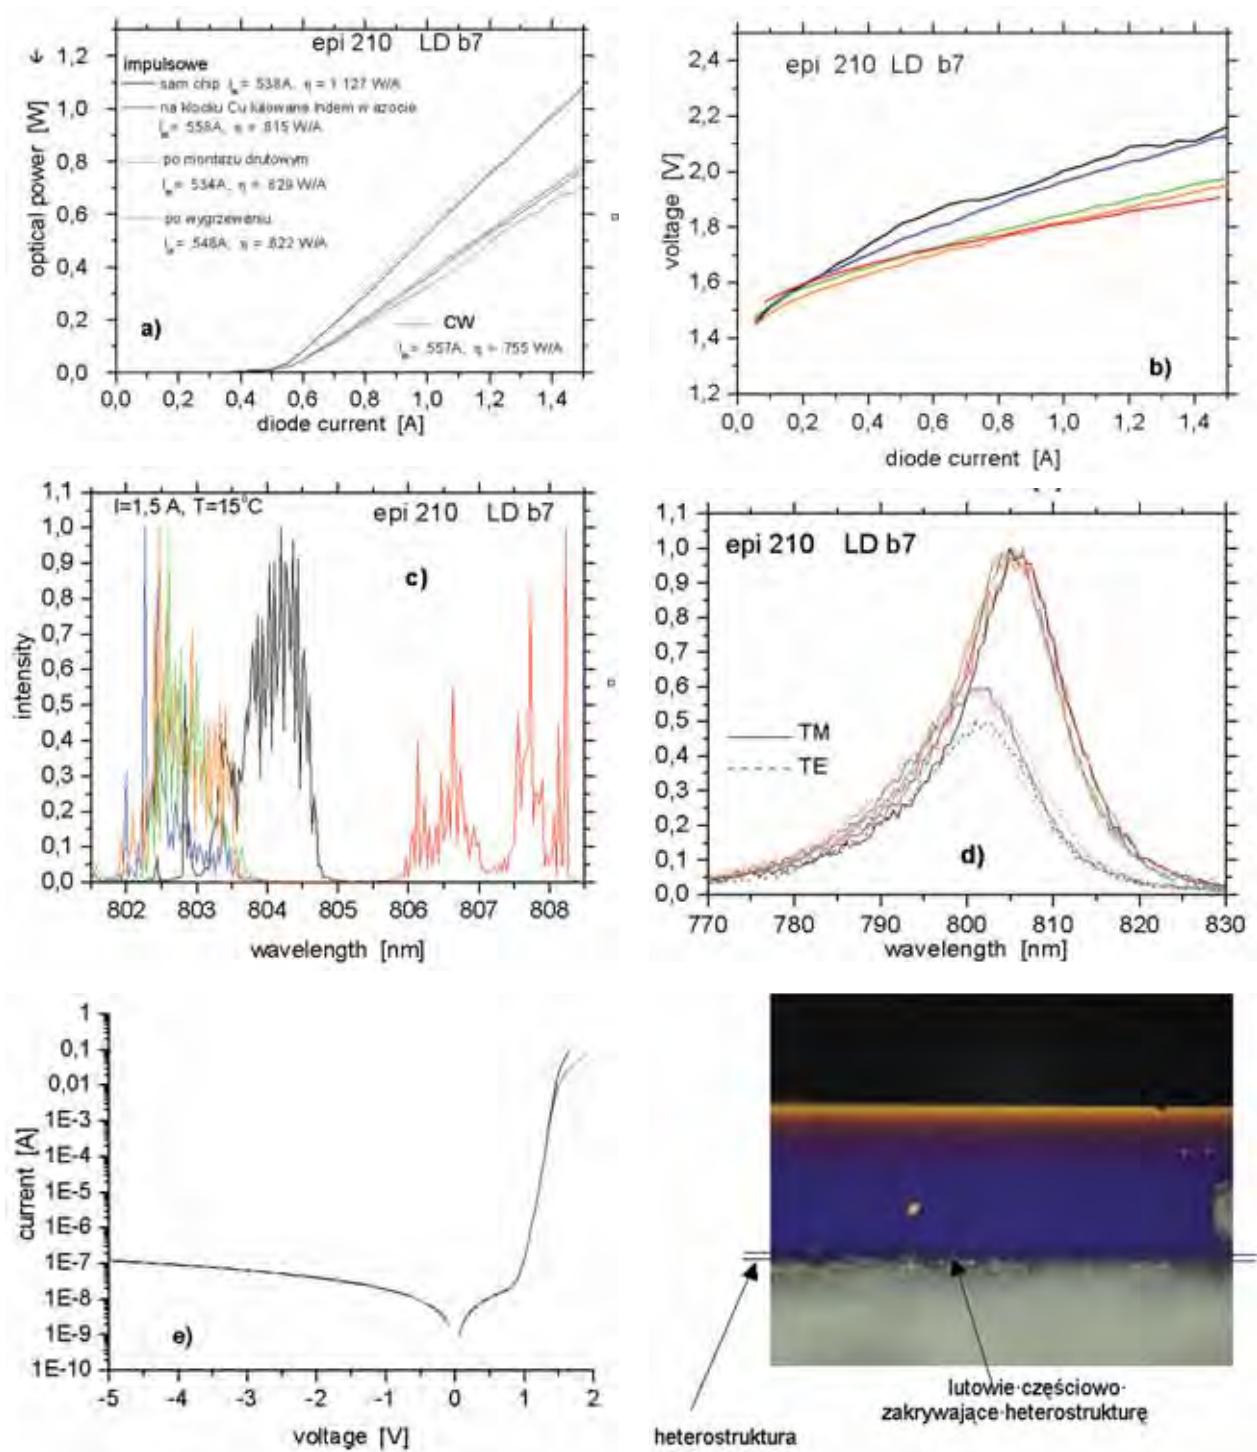 epi 210 LD b7
impulsowe
sam chip I = .538A, η = 1.127 W/A
na klocku Cu lutowane Indem w azocie
I = .558A, η = .815 W/A
po montażu drutowym
I = .534A, η = .829 W/A
po wygrzewaniu
I = .548A, η = .822 W/A
CW
I = .557A, η = .755 W/A
a)
optical power [W]
1,2
1,0
0,8
0,6
0,4
0,2
0,0
0,0 0,2 0,4 0,6 0,8 1,0 1,2 1,4
diode current [A]
epi 210 LD b7
voltage [V]
2,4
2,2
2,0
1,8
1,6
1,4
1,2
b)
0,0 0,2 0,4 0,6 0,8 1,0 1,2 1,4
diode current [A]
I=1,5 A, T=15°C
epi 210 LD b7
c)
intensity
1,1
1,0
0,9
0,8
0,7
0,6
0,5
0,4
0,3
0,2
0,1
0,0
802 803 804 805 806 807 808
wavelength [nm]
epi 210 LD b7
1,0
0,9
0,8
0,7
0,6
0,5
0,4
0,3
0,2
0,1
0,0
TM
TE
d)
770 780 790 800 810 820 830
wavelength [nm]
current [A]
1
0,1
0,01
1E-3
1E-4
1E-5
1E-6
1E-7
1E-8
1E-9
1E-10
e)
-5 -4 -3 -2 -1 0 1 2
voltage [V]
lutowie·częściowo·
zakrywające·heterostrukturę
heterostruktura